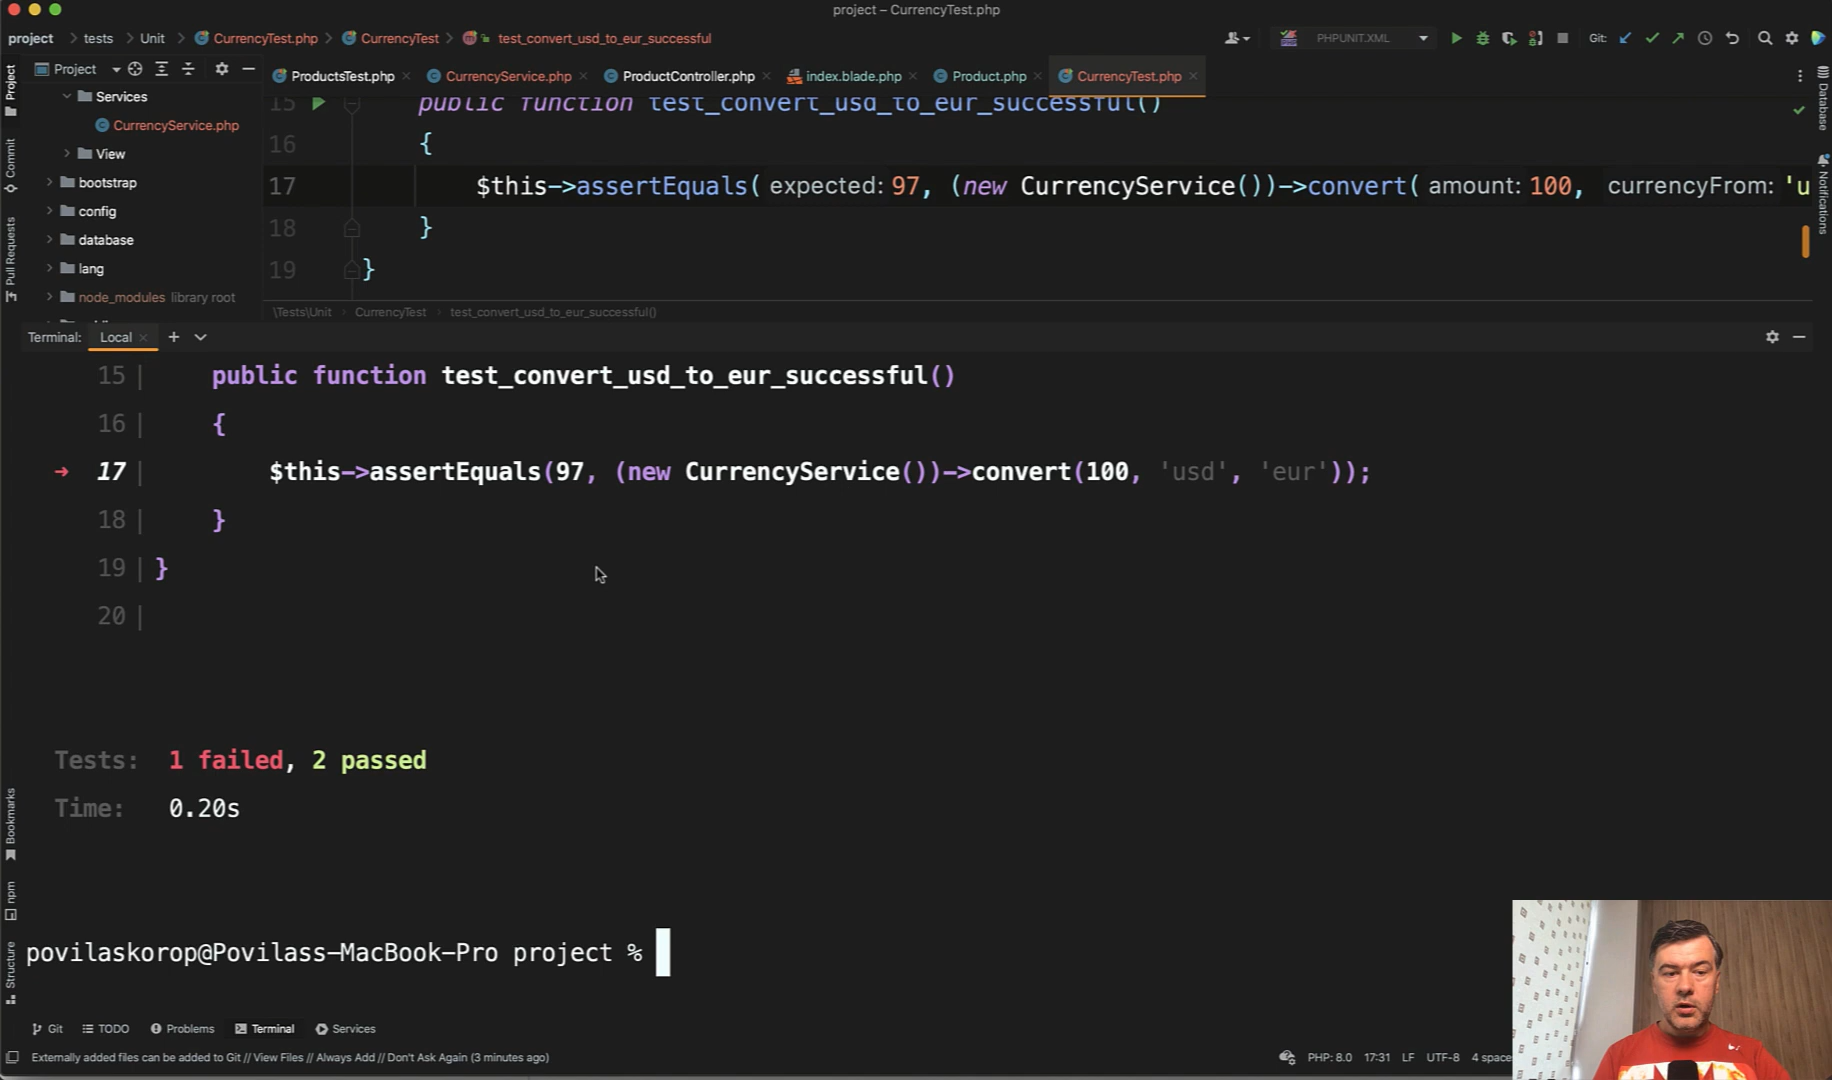 project – CurrencyTest.php
project tests Unit CurrencyTest.php CurrencyTest test_convert_usd_to_eur_successful PHPUNIT.XML Git:
Project
ProductsTest.php CurrencyService.php ProductController.php index.blade.php Product.php CurrencyTest.php
Services
CurrencyService.php
View
bootstrap
config
database
lang
node_modules library root
15 public function test_convert_usd_to_eur_successful()
16 {
17 $this->assertEquals( expected: 97, (new CurrencyService())->convert( amount: 100, currencyFrom: 'u
18 }
19 }
\Tests\Unit CurrencyTest test_convert_usd_to_eur_successful()
Project
Commit
Pull Requests
Bookmarks
npm
Structure
Database
Notifications
Terminal: Local
15| public function test_convert_usd_to_eur_successful()
16| {
➜ 17| $this->assertEquals(97, (new CurrencyService())->convert(100, 'usd', 'eur'));
18| }
19| }
20|
Tests: 1 failed, 2 passed
Time: 0.20s
povilaskorop@Povilass-MacBook-Pro project %
Git TODO Problems Terminal Services
Externally added files can be added to Git // View Files // Always Add // Don't Ask Again (3 minutes ago)
PHP: 8.0 17:31 LF UTF-8 4 space